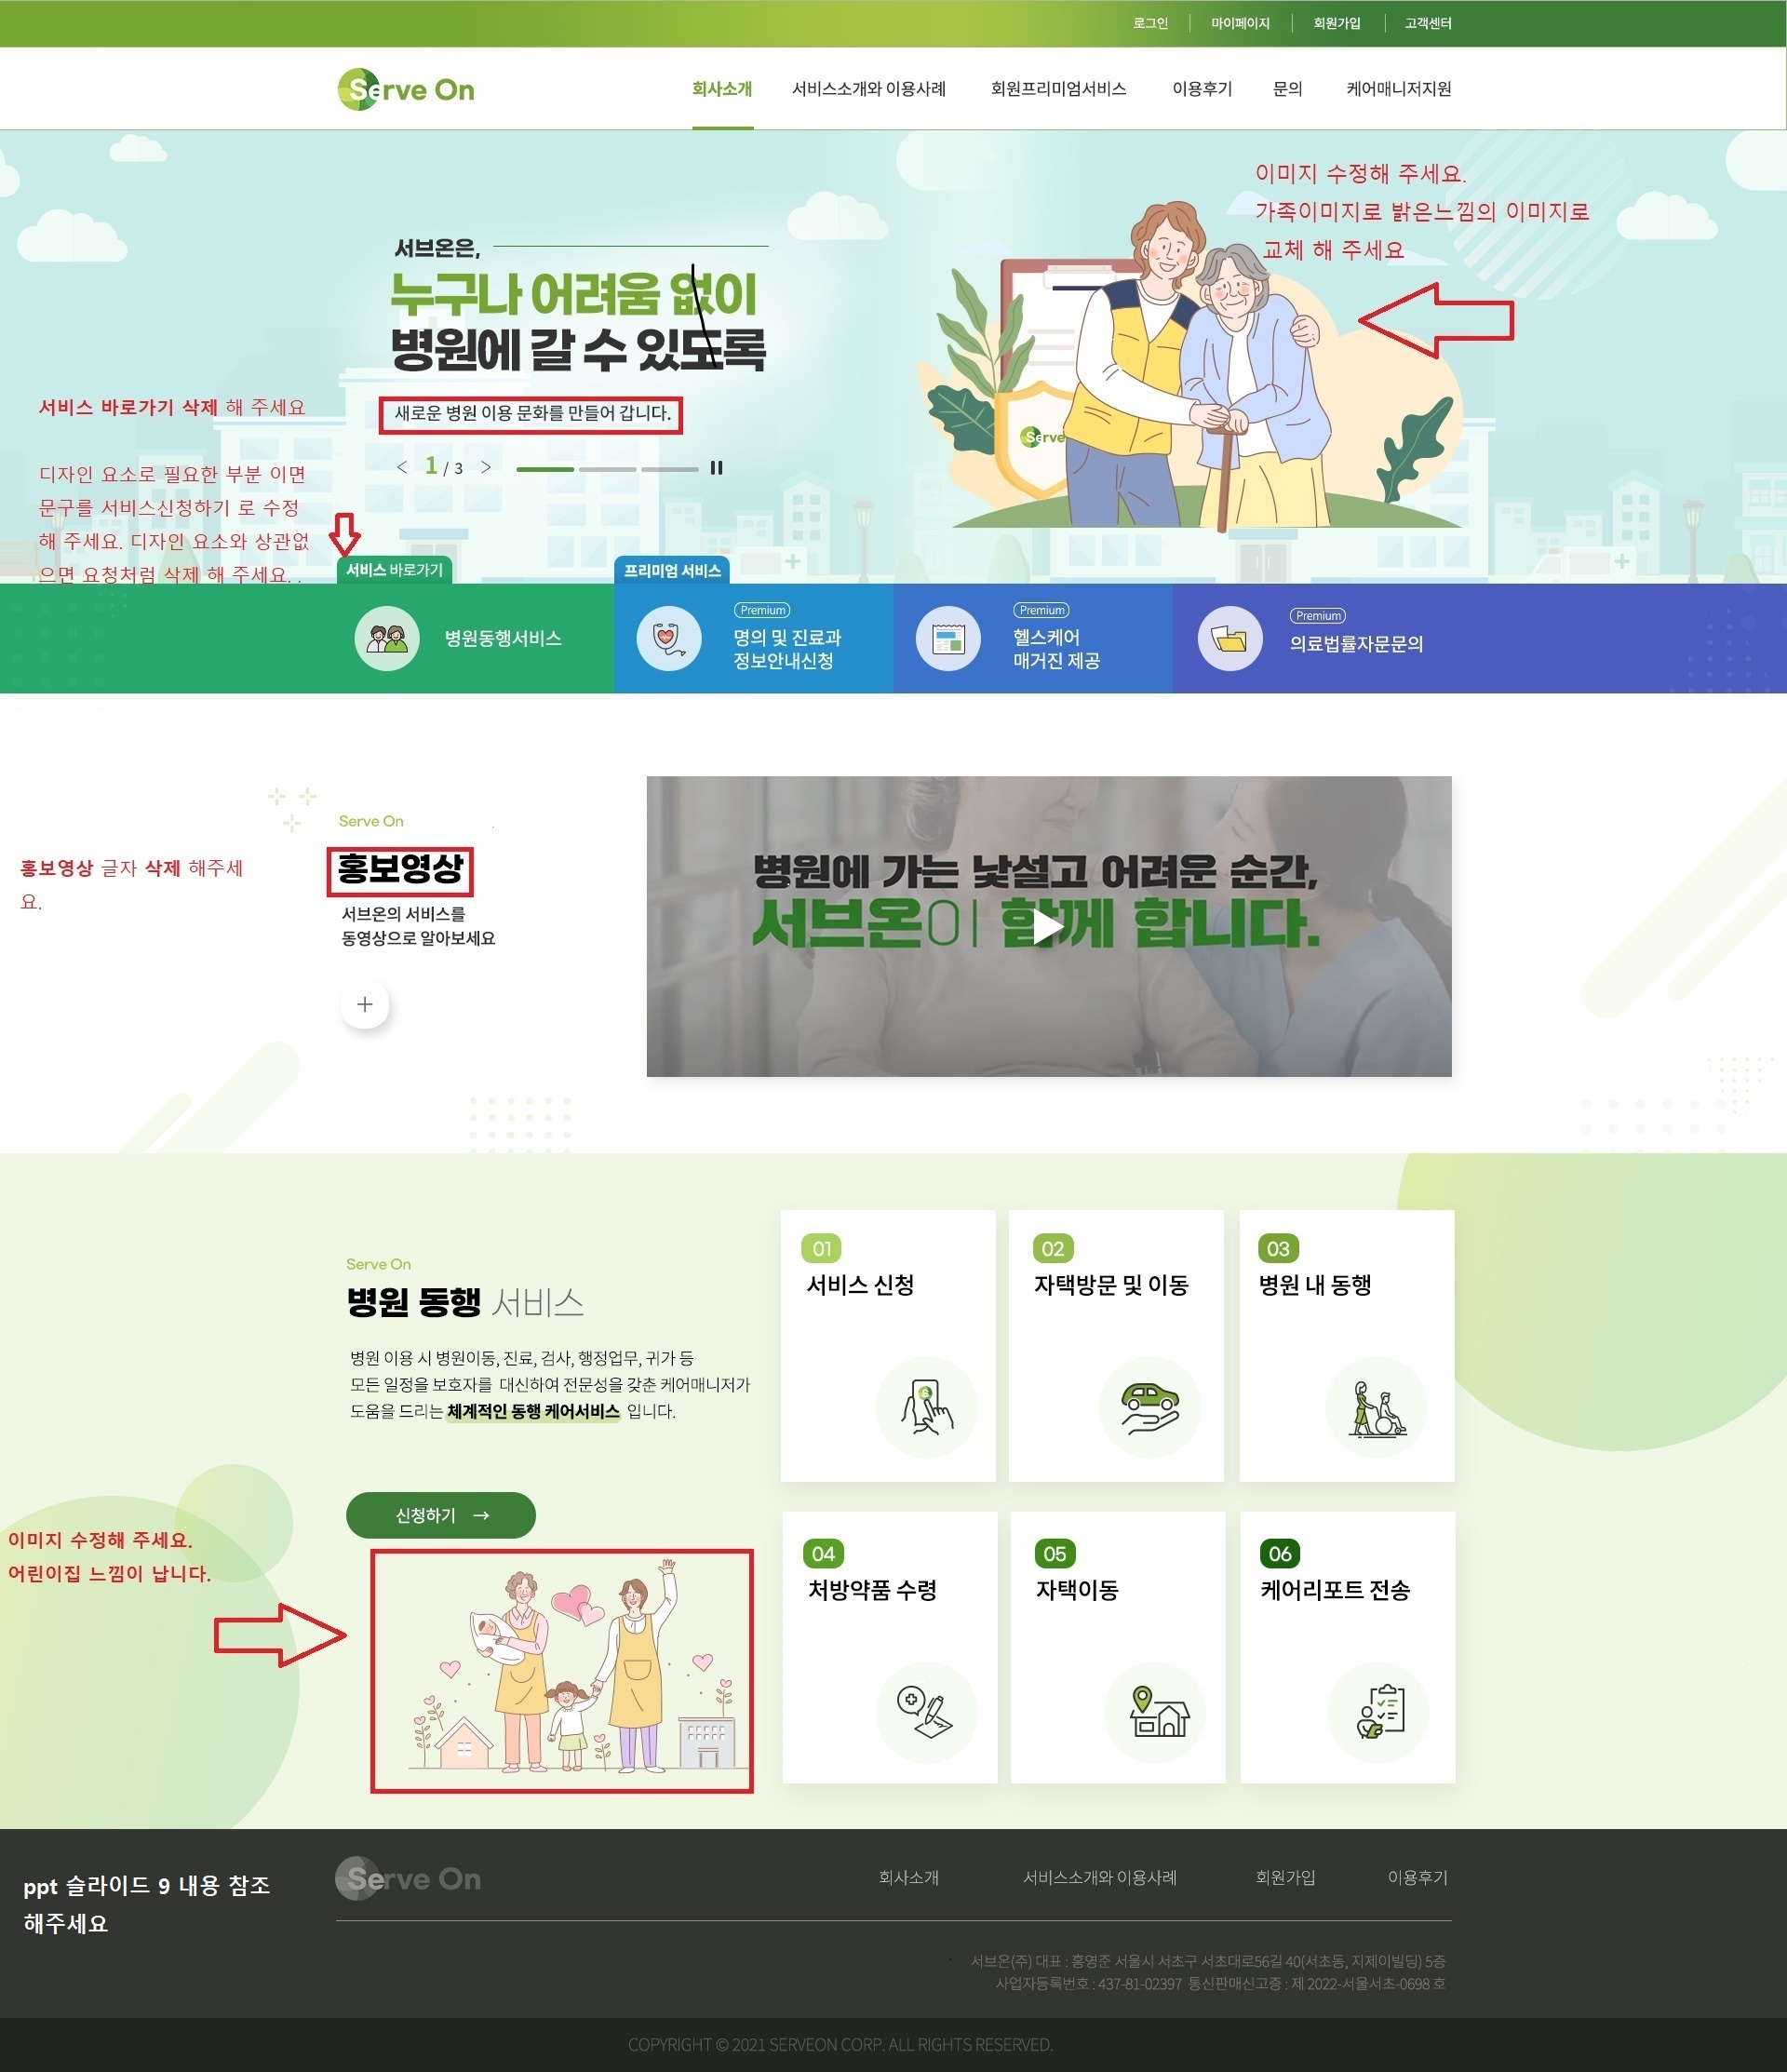 로그인 마이페이지 회원가입 고객센터
Serve On
회사소개 서비스소개와 이용사례 회원프리미엄서비스 이용후기 문의 케어매니저지원
이미지 수정해 주세요.
가족이미지로 밝은느낌의 이미지로
교체 해 주세요
서브온은,
누구나 어려움 없이
병원에 갈 수 있도록
새로운 병원 이용 문화를 만들어 갑니다.
< 1 / 3 >
Serve
서비스 바로가기 삭제 해 주세요
디자인 요소로 필요한 부분 이면
문구를 서비스신청하기 로 수정
해 주세요. 디자인 요소와 상관없
으면 요청처럼 삭제 해 주세요. .
서비스 바로가기
프리미엄 서비스
병원동행서비스
Premium
명의 및 진료과
정보안내신청
Premium
헬스케어
매거진 제공
Premium
의료법률자문문의
Serve On
홍보영상
서브온의 서비스를
동영상으로 알아보세요
+
홍보영상 글자 삭제 해주세
요.
병원에 가는 낯설고 어려운 순간,
서브온이 함께 합니다.
Serve On
병원 동행 서비스
병원 이용 시 병원이동, 진료, 검사, 행정업무, 귀가 등
모든 일정을 보호자를 대신하여 전문성을 갖춘 케어매니저가
도움을 드리는 체계적인 동행 케어서비스 입니다.
신청하기 →
이미지 수정해 주세요.
어린이집 느낌이 납니다.
01
서비스 신청
02
자택방문 및 이동
03
병원 내 동행
04
처방약품 수령
05
자택이동
06
케어리포트 전송
ppt 슬라이드 9 내용 참조
해주세요
Serve On
회사소개 서비스소개와 이용사례 회원가입 이용후기
서브온(주) 대표 : 홍영준 서울시 서초구 서초대로56길 40(서초동, 지제이빌딩) 5층
사업자등록번호 : 437-81-02397 통신판매신고증 : 제 2022-서울서초-0698 호
COPYRIGHT © 2021 SERVEON CORP. ALL RIGHTS RESERVED.